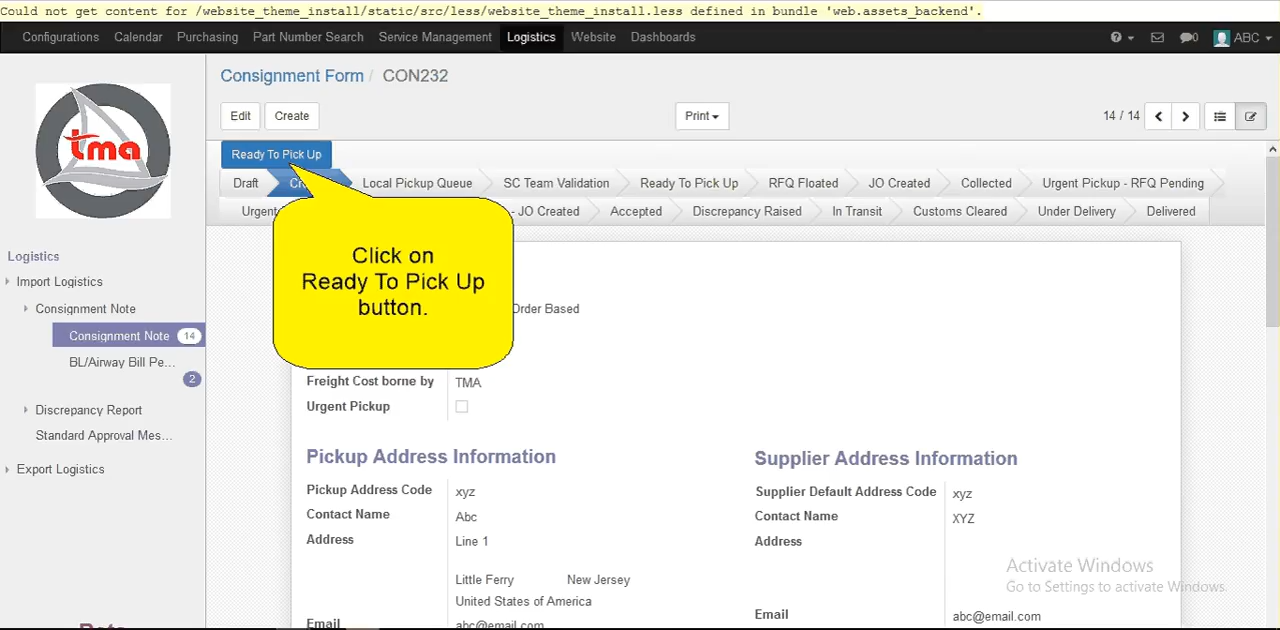 Could not get content for /website_theme_install/static/src/less/website_theme_install.less defined in bundle 'web.assets_backend'.
Configurations Calendar Purchasing Part Number Search Service Management Logistics Website Dashboards 0 ABC
tma
Consignment Form / CON232
Edit Create Print 14 / 14
Ready To Pick Up
Draft Local Pickup Queue SC Team Validation Ready To Pick Up RFQ Floated JO Created Collected Urgent Pickup - RFQ Pending
Urgent - JO Created Accepted Discrepancy Raised In Transit Customs Cleared Under Delivery Delivered
Click on
Ready To Pick Up
button.
Logistics
Import Logistics
Consignment Note
Consignment Note 14
BL/Airway Bill Pe...
2
Discrepancy Report
Standard Approval Mes...
Export Logistics
Order Based
Freight Cost borne by TMA
Urgent Pickup
Pickup Address Information
Pickup Address Code xyz
Contact Name Abc
Address Line 1
Little Ferry New Jersey
United States of America
Email abc@email.com
Supplier Address Information
Supplier Default Address Code xyz
Contact Name XYZ
Address
Email abc@email.com
Activate Windows
Go to Settings to activate Windows.